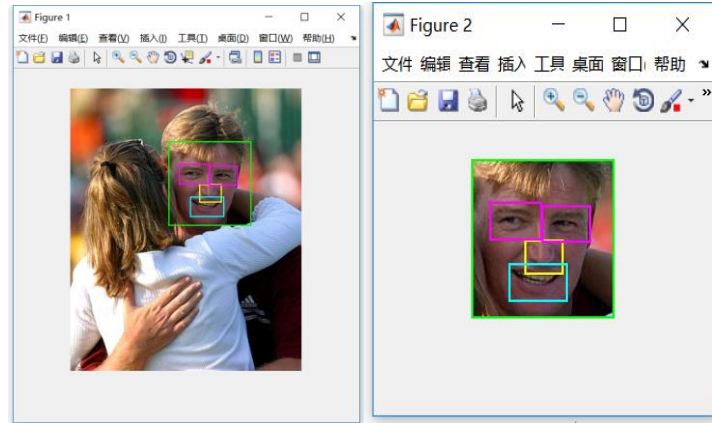 Figure 1
文件(F) 编辑(E) 查看(V) 插入(I) 工具(T) 桌面(D) 窗口(W) 帮助(H)
Figure 2
文件 编辑 查看 插入 工具 桌面 窗口 帮助